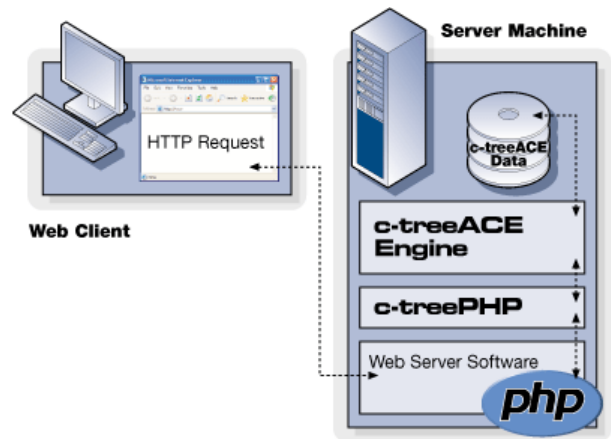 Server Machine
HTTP Request
c-treeACE
Data
Web Client
c-treeACE
Engine
c-treePHP
Web Server Software
php